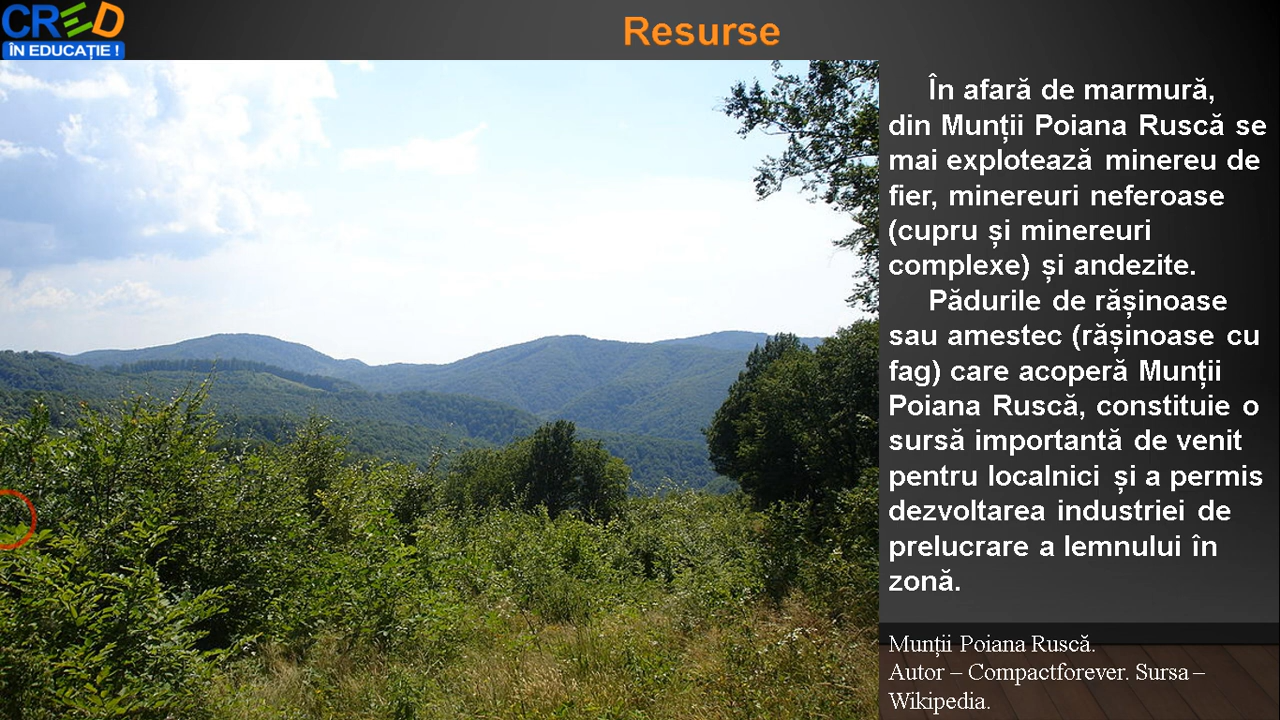 CRED
ÎN EDUCAȚIE !
Resurse
În afară de marmură,
din Munții Poiana Ruscă se
mai exploatează minereu de
fier, minereuri neferoase
(cupru și minereuri
complexe) și andezite.
Pădurile de rășinoase
sau amestec (rășinoase cu
fag) care acoperă Munții
Poiana Ruscă, constituie o
sursă importantă de venit
pentru localnici și a permis
dezvoltarea industriei de
prelucrare a lemnului în
zonă.
Munții Poiana Ruscă.
Autor – Compactforever. Sursa –
Wikipedia.